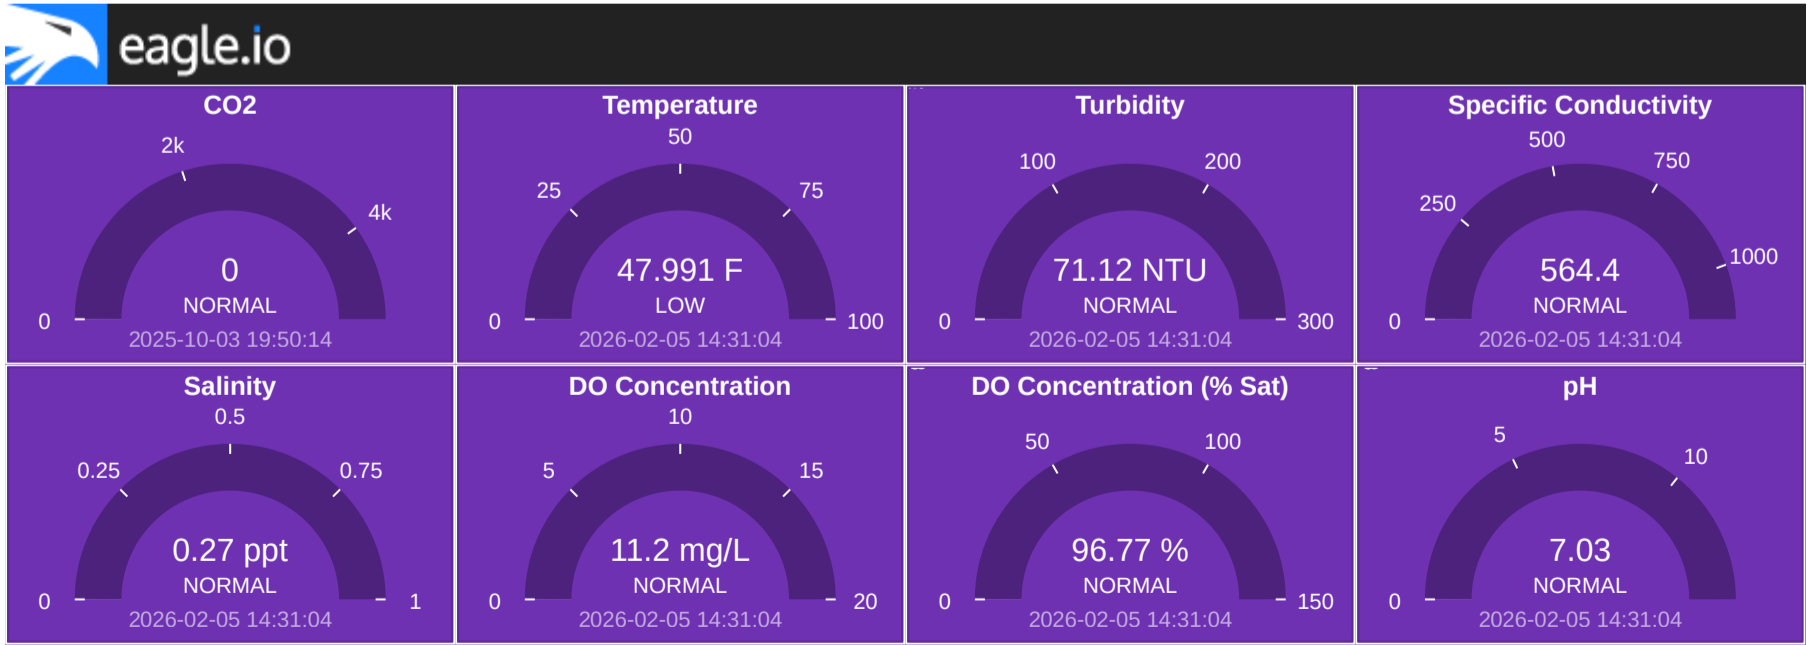 eagle.io
CO2
2k
4k
0
0
NORMAL
2025-10-03 19:50:14
Temperature
50
25
75
47.991 F
LOW
0
100
2026-02-05 14:31:04
Turbidity
100
200
71.12 NTU
NORMAL
0
300
2026-02-05 14:31:04
Specific Conductivity
500
750
250
1000
564.4
NORMAL
0
2026-02-05 14:31:04
Salinity
0.5
0.25
0.75
0.27 ppt
NORMAL
0
1
2026-02-05 14:31:04
DO Concentration
10
5
15
11.2 mg/L
NORMAL
0
20
2026-02-05 14:31:04
DO Concentration (% Sat)
50
100
96.77 %
NORMAL
0
150
2026-02-05 14:31:04
pH
5
10
7.03
NORMAL
0
2026-02-05 14:31:04